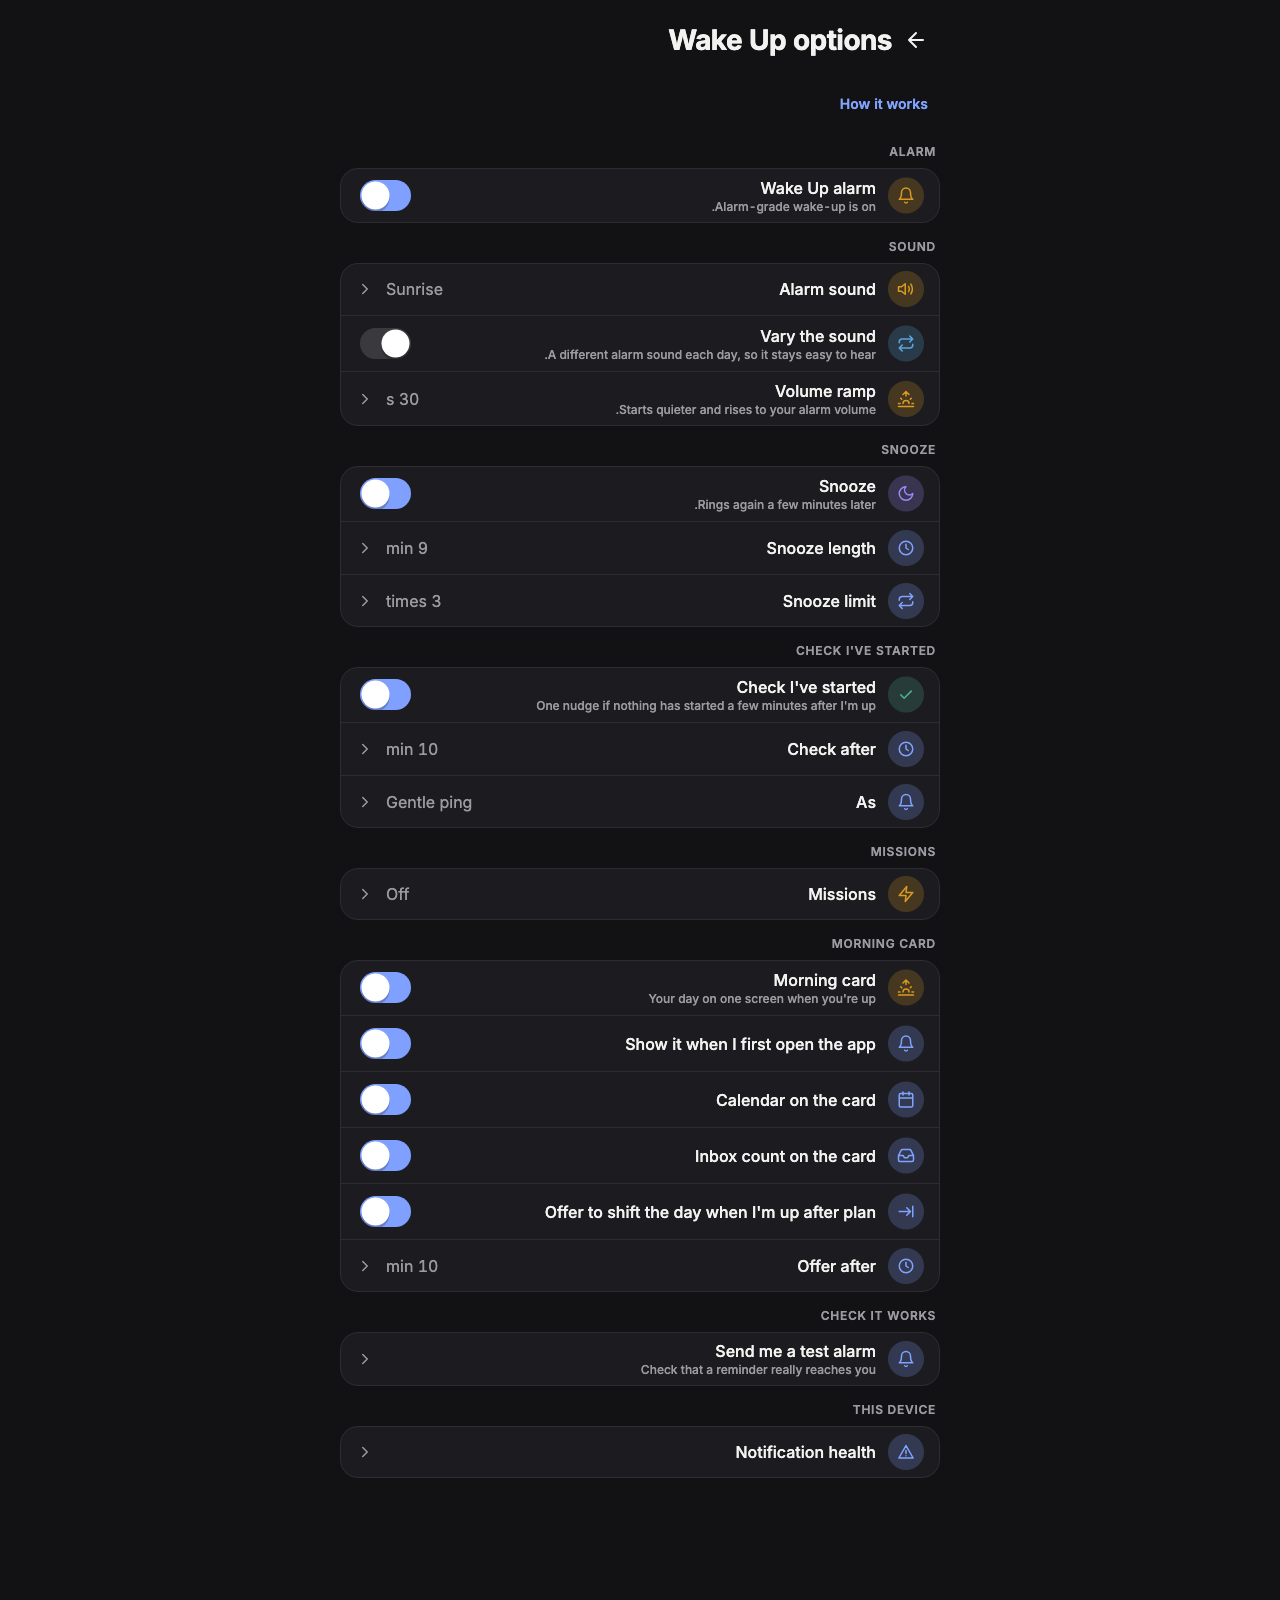 Wake Up options
How it works
ALARM
Wake Up alarm
.Alarm-grade wake-up is on
SOUND
Alarm sound
Sunrise
Vary the sound
.A different alarm sound each day, so it stays easy to hear
Volume ramp
.Starts quieter and rises to your alarm volume
s 30
SNOOZE
Snooze
.Rings again a few minutes later
Snooze length
min 9
Snooze limit
times 3
CHECK I'VE STARTED
Check I've started
One nudge if nothing has started a few minutes after I'm up
Check after
min 10
As
Gentle ping
MISSIONS
Missions
Off
MORNING CARD
Morning card
Your day on one screen when you're up
Show it when I first open the app
Calendar on the card
Inbox count on the card
Offer to shift the day when I'm up after plan
Offer after
min 10
CHECK IT WORKS
Send me a test alarm
Check that a reminder really reaches you
THIS DEVICE
Notification health